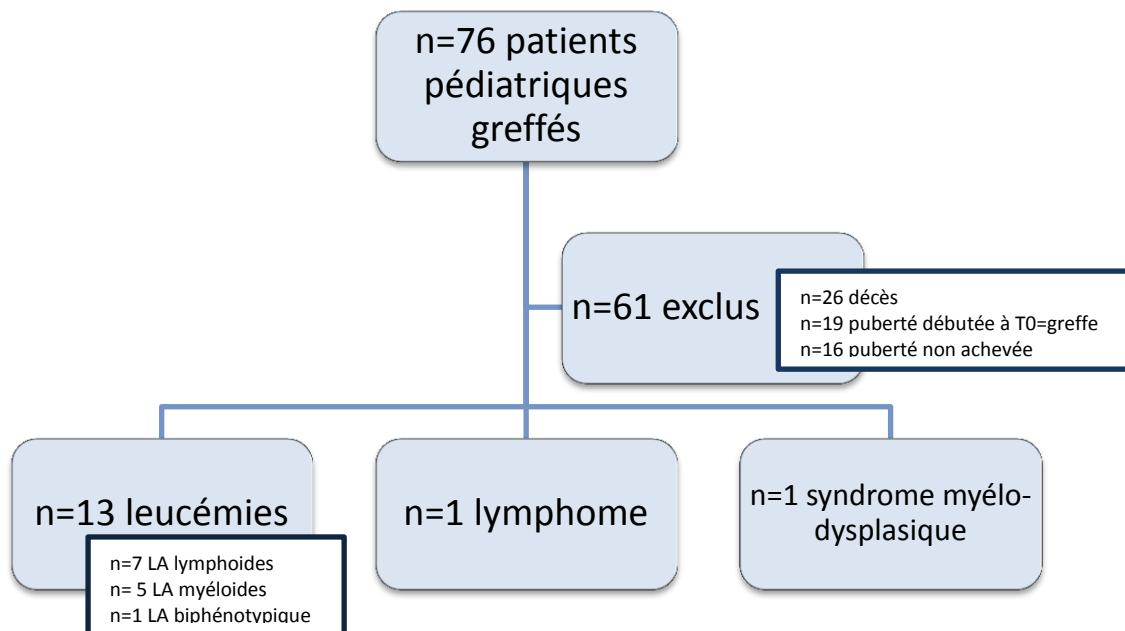 n=76 patients
pédiatriques
greffés
n=61 exclus
n=26 décès
n=19 puberté débutée à T0=greffe
n=16 puberté non achevée
n=13 leucémies
n=7 LA lymphoides
n= 5 LA myéloides
n=1 LA biphénotypique
n=1 lymphome
n=1 syndrome myélo-
dysplasique